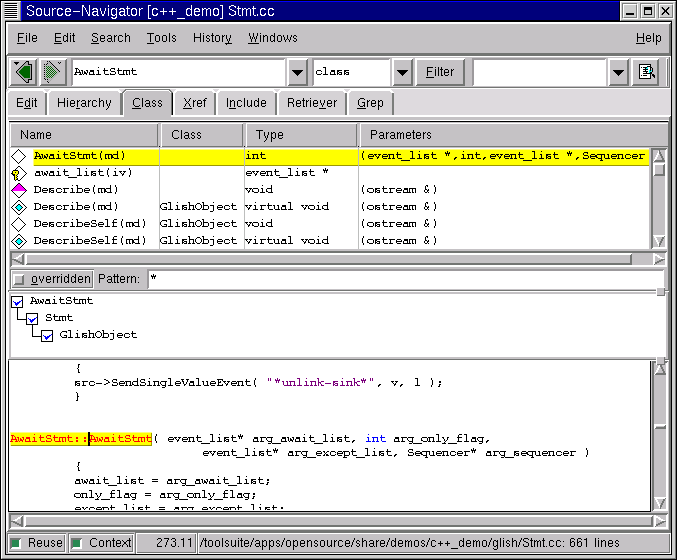 Source-Navigator [c++_demo] Stmt.cc
File Edit Search Tools History Windows Help
AwaitStmt class Filter
Edit Hierarchy Class Xref Include Retriever Grep
Name Class Type Parameters
AwaitStmt(md) int (event_list *,int,event_list *,Sequencer
await_list(iv) event_list *
Describe(md) void (ostream &)
Describe(md) GlishObject virtual void (ostream &)
DescribeSelf(md) GlishObject void (ostream &)
DescribeSelf(md) GlishObject virtual void (ostream &)
overridden Pattern: *
AwaitStmt
Stmt
GlishObject
{
src->SendSingleValueEvent( "*unlink-sink*", v, l );
}
AwaitStmt::AwaitStmt( event_list* arg_await_list, int arg_only_flag,
event_list* arg_except_list, Sequencer* arg_sequencer )
{
await_list = arg_await_list;
only_flag = arg_only_flag;
except_list = arg_except_list;
Reuse Context 273.11 /toolsuite/apps/opensource/share/demos/c++_demo/glish/Stmt.cc: 661 lines